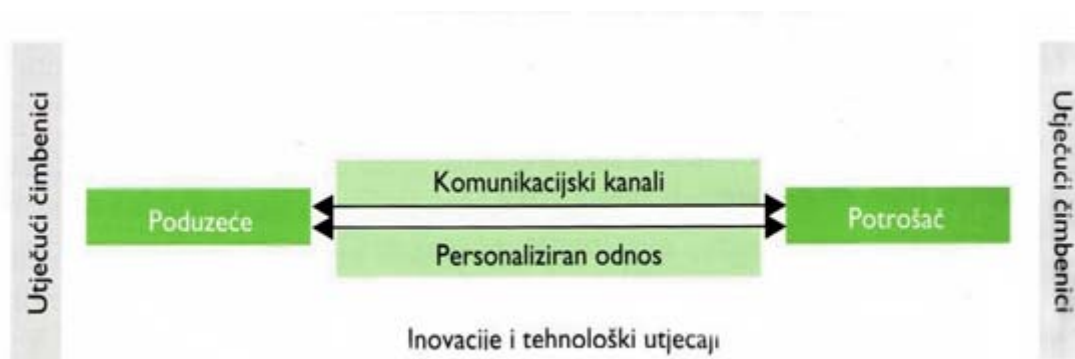 Utječući čimbenici
Komunikacijski kanali
Poduzeće
Potrošač
Personaliziran odnos
Inovacije i tehnološki utjecaji
Utječući čimbenici